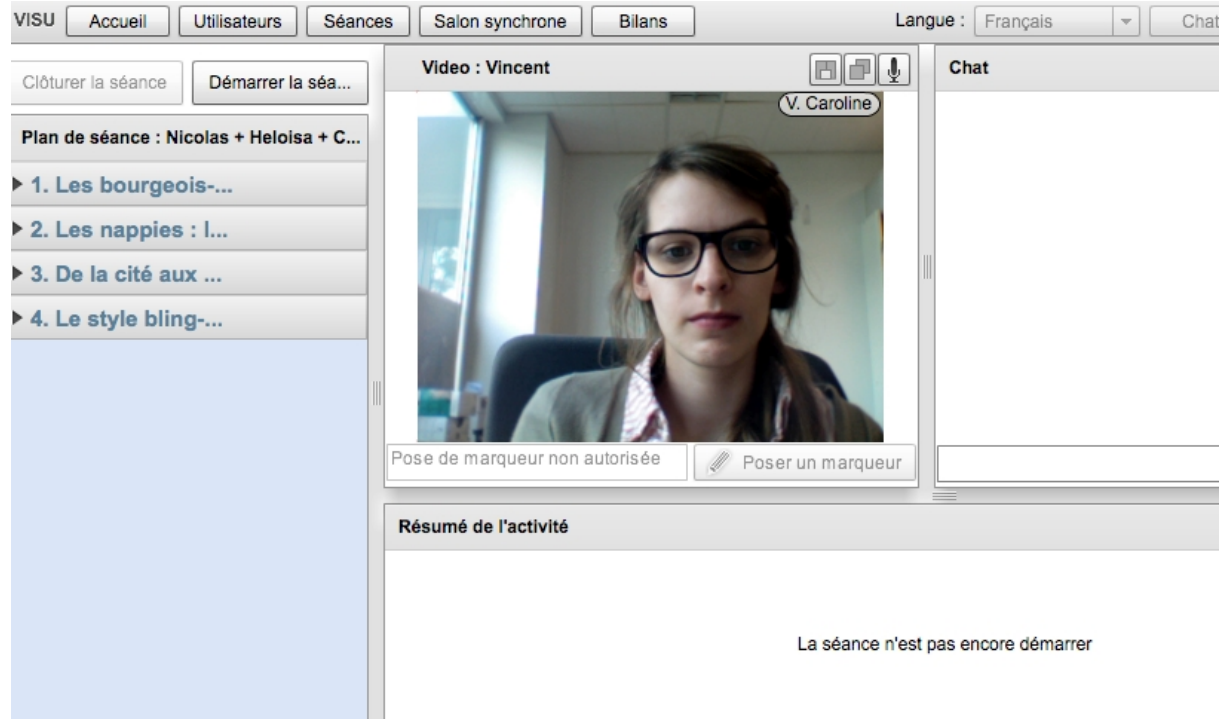 VISU Accueil Utilisateurs Séances Salon synchrone Bilans Langue : Français Chat
Clôturer la séance Démarrer la séa...
Plan de séance : Nicolas + Heloisa + C...
1. Les bourgeois-...
2. Les nappies : l...
3. De la cité aux ...
4. Le style bling-...
Video : Vincent
V. Caroline
Pose de marqueur non autorisée Poser un marqueur
Chat
Résumé de l'activité
La séance n'est pas encore démarrer